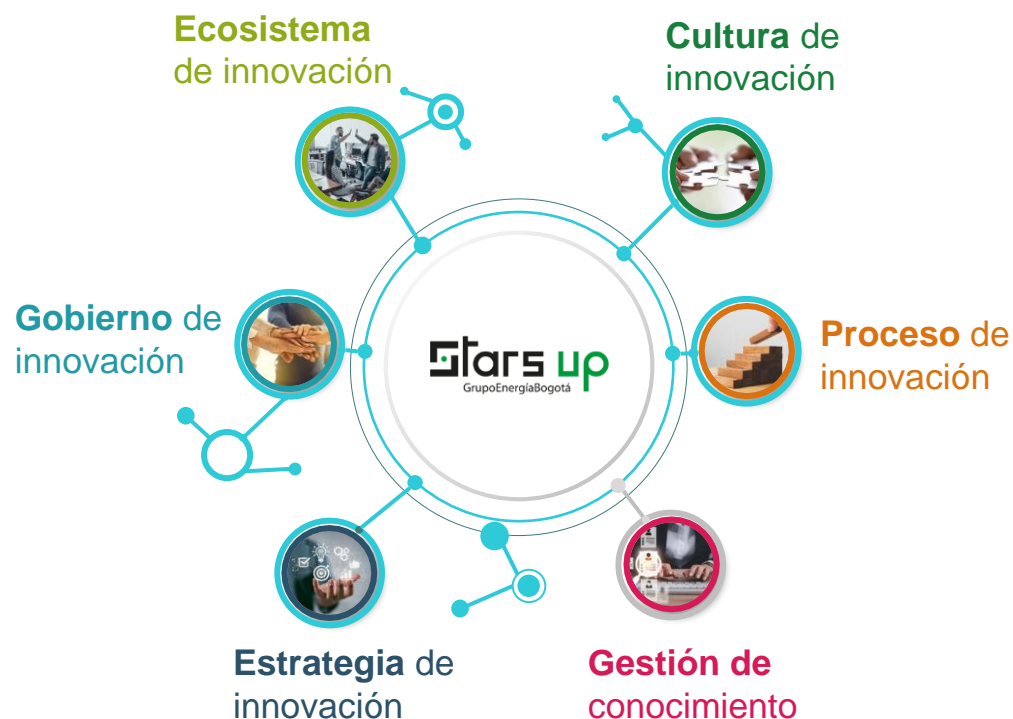 Ecosistema
de innovación
Cultura de
innovación
Gobierno de
innovación
Stars up
GrupoEnergíaBogotá
Proceso de
innovación
Estrategia de
innovación
Gestión de
conocimiento